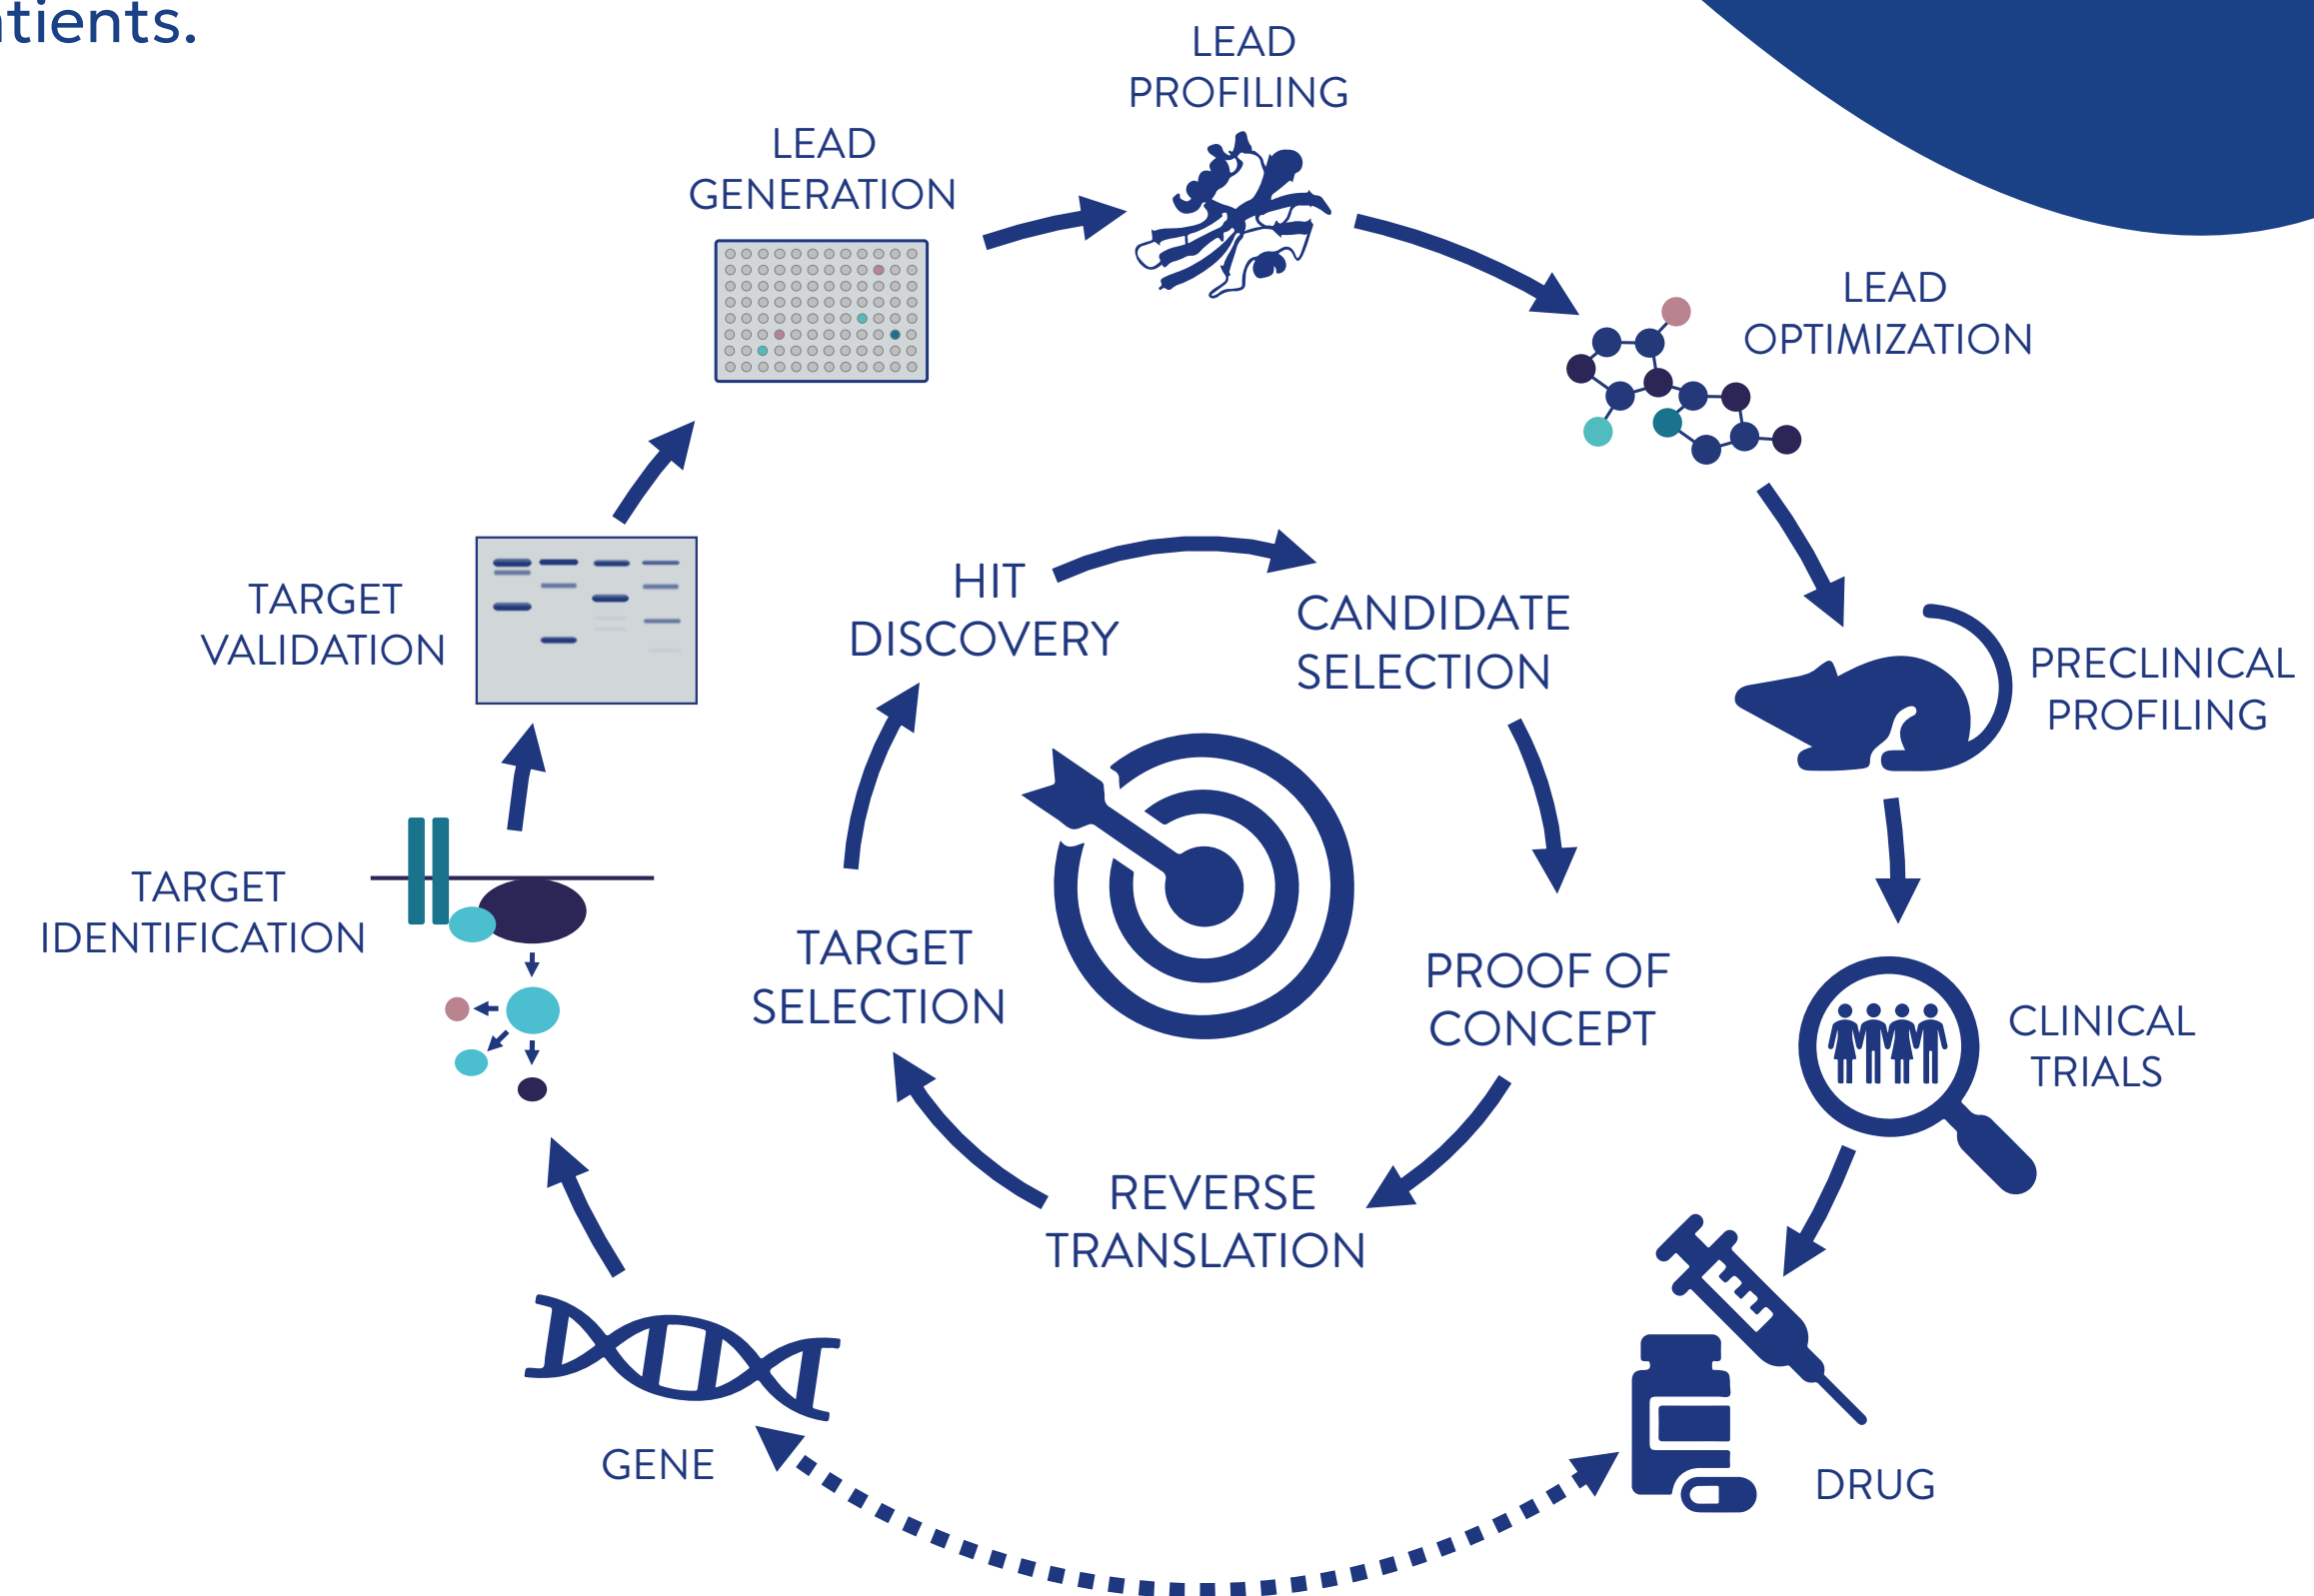 LEAD
PROFILING
LEAD
GENERATION
LEAD
OPTIMIZATION
TARGET
VALIDATION
HIT
DISCOVERY
CANDIDATE
SELECTION
PRECLINICAL
PROFILING
TARGET
IDENTIFICATION
TARGET
SELECTION
PROOF OF
CONCEPT
CLINICAL
TRIALS
REVERSE
TRANSLATION
GENE
DRUG